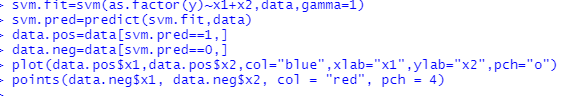 > svm.fit=svm(as.factor(y)~x1+x2,data,gamma=1)
> svm.pred=predict(svm.fit,data)
> data.pos=data[svm.pred==1,]
> data.neg=data[svm.pred==0,]
> plot(data.pos$x1,data.pos$x2,col="blue",xlab="x1",ylab="x2",pch="o")
> points(data.neg$x1, data.neg$x2, col = "red", pch = 4)
>